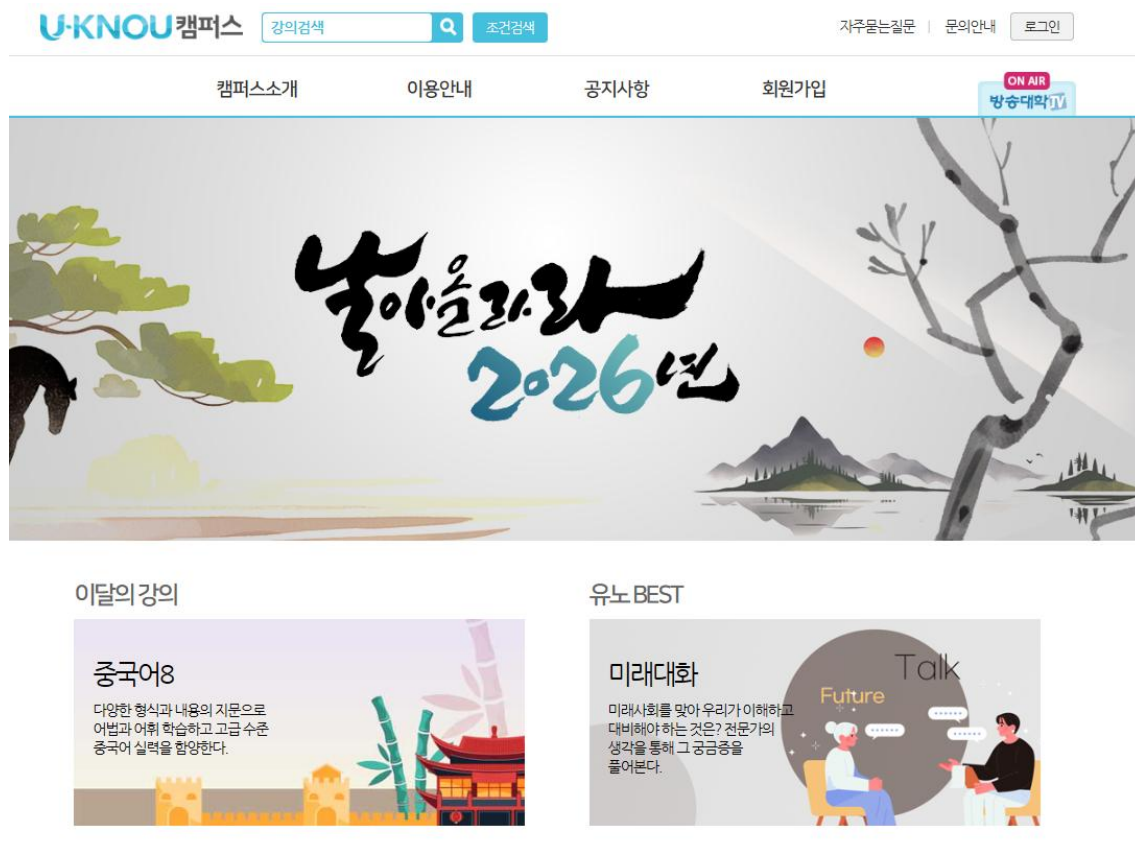 U-KNOU캠퍼스
강의검색
조건검색
자주묻는질문
문의안내
로그인
캠퍼스소개
이용안내
공지사항
회원가입
ON AIR
방송대학TV
날아오올라라
2026년
이달의 강의
중국어8
다양한 형식과 내용의 지문으로
어법과 어휘 학습하고 고급 수준
중국어 실력을 함양한다.
유노 BEST
미래대화
미래사회를 맞아 우리가 이해하고
대비해야 하는 것은? 전문가의
생각을 통해 그 궁금증을
풀어본다.
Talk
Future